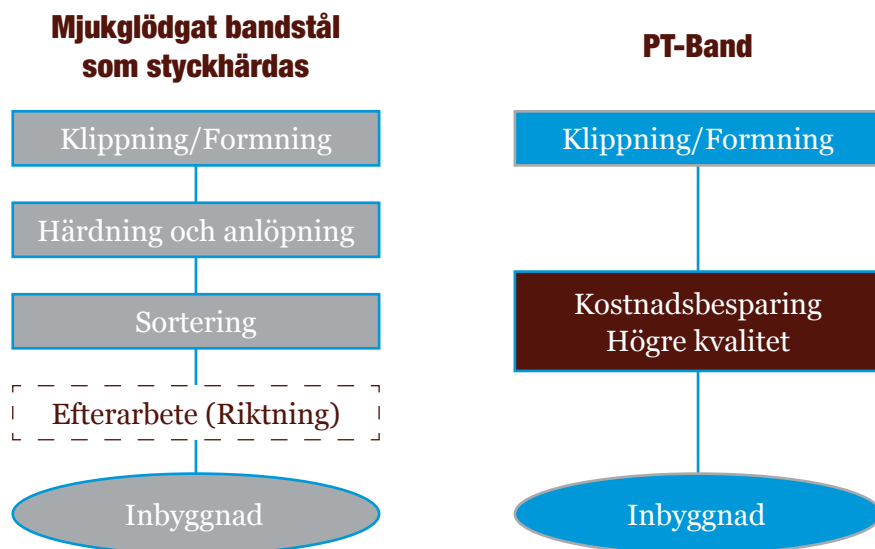 Mjukglödgat bandstål
som styckhärdas
Klippning/Formning
Härdning och anlöpning
Sortering
Efterarbete (Riktning)
Inbyggnad
PT-Band
Klippning/Formning
Kostnadsbesparing
Högre kvalitet
Inbyggnad